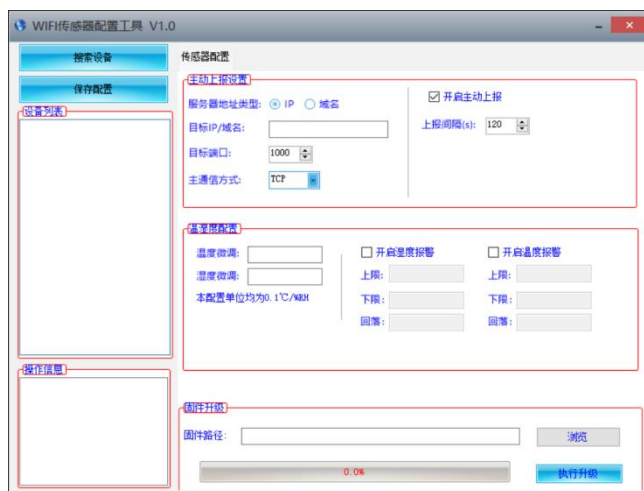 WIFI传感器配置工具 V1.0
搜索设备
保存配置
设备列表
操作信息
传感器配置
主动上报设置
服务器地址类型: IP 域名
目标IP/域名:
目标端口: 1000
主通信方式: TCP
开启主动上报
上报间隔(s): 120
温湿度配置
温度微调:
湿度微调:
本配置单位均为0.1℃/%RH
开启湿度报警
上限:
下限:
回落:
开启温度报警
上限:
下限:
回落:
固件升级
固件路径:
浏览
0.0%
执行升级